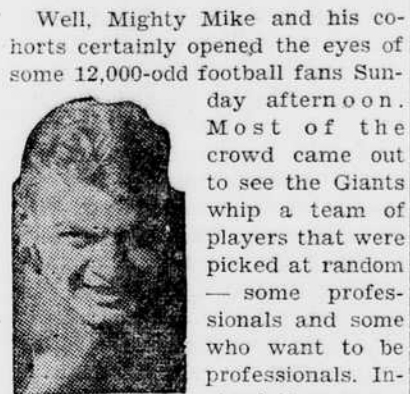 Well, Mighty Mike and his co-
horts certainly opened the eyes of
some 12,000-odd football fans Sun-
day afternoon.
Most of the
crowd came out
to see the Giants
whip a team of
players that were
picked at random
— some profes-
sionals and some
who want to be
professionals. In-